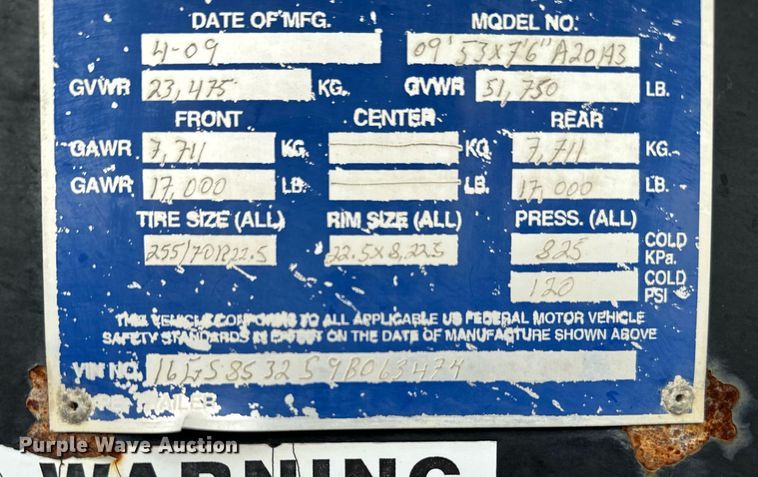 DATE OF MFG. MODEL NO.
4-09 09' 53x7'6" A20A3
GVWR 23,475 KG. GVWR 51,750 LB.
FRONT CENTER REAR
GAWR 7,711 KG KG 7,711 KG.
GAWR 17,000 LB. LB. 17,000 LB.
TIRE SIZE (ALL) RIM SIZE (ALL) PRESS. (ALL)
255/70R22.5 22.5x8.225 825 COLD KPa.
120 COLD PSI
THIS VEHICLE CONFORMS TO ALL APPLICABLE US FEDERAL MOTOR VEHICLE
SAFETY STANDARDS IN EFFECT ON THE DATE OF MANUFACTURE SHOWN ABOVE
VIN NO. 16GS853259B063474
TRAILER
Purple Wave Auction
WARNING